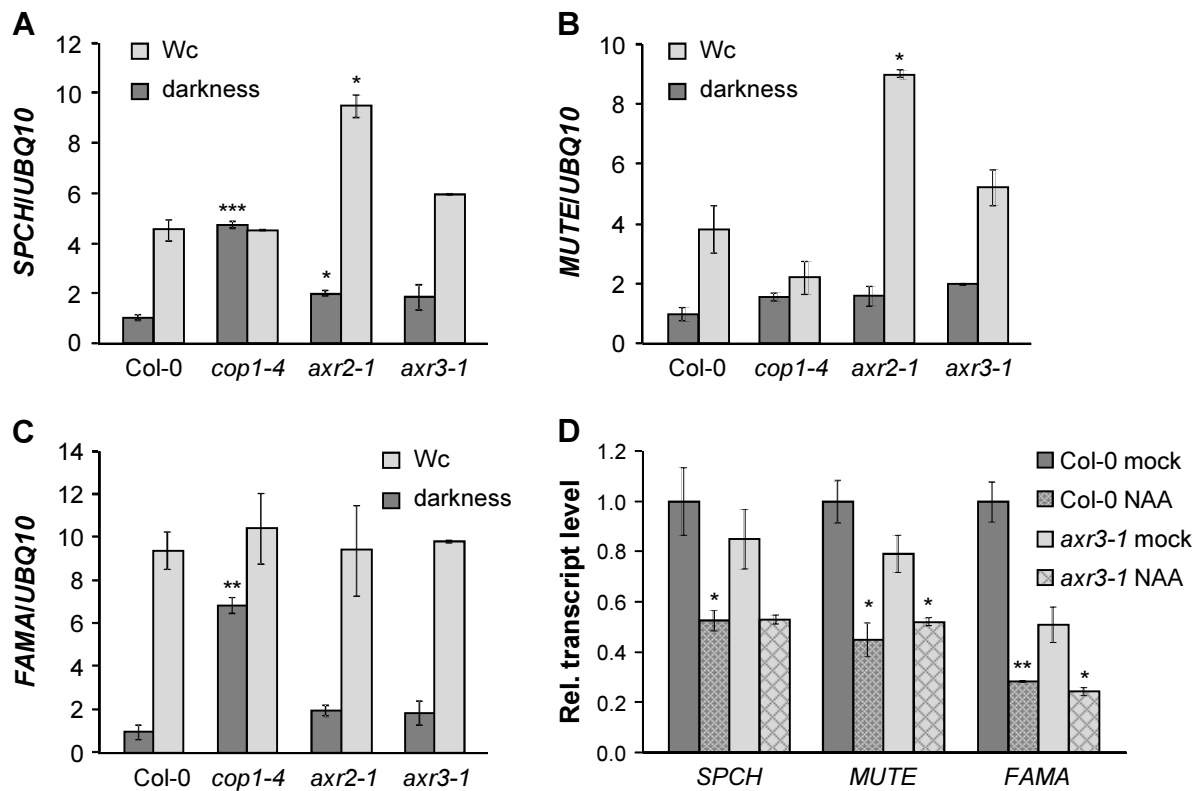 A
SPCH/UBQ10
12
10
8
6
4
2
0
Wc
darkness
***
*
*
Col-0 cop1-4 axr2-1 axr3-1
B
MUTE/UBQ10
10
8
6
4
2
0
Wc
darkness
*
Col-0 cop1-4 axr2-1 axr3-1
C
FAMA/UBQ10
14
12
10
8
6
4
2
0
Wc
darkness
**
Col-0 cop1-4 axr2-1 axr3-1
D
Rel. transcript level
1.2
1.0
0.8
0.6
0.4
0.2
0.0
Col-0 mock
Col-0 NAA
axr3-1 mock
axr3-1 NAA
*
*
*
**
*
SPCH MUTE FAMA